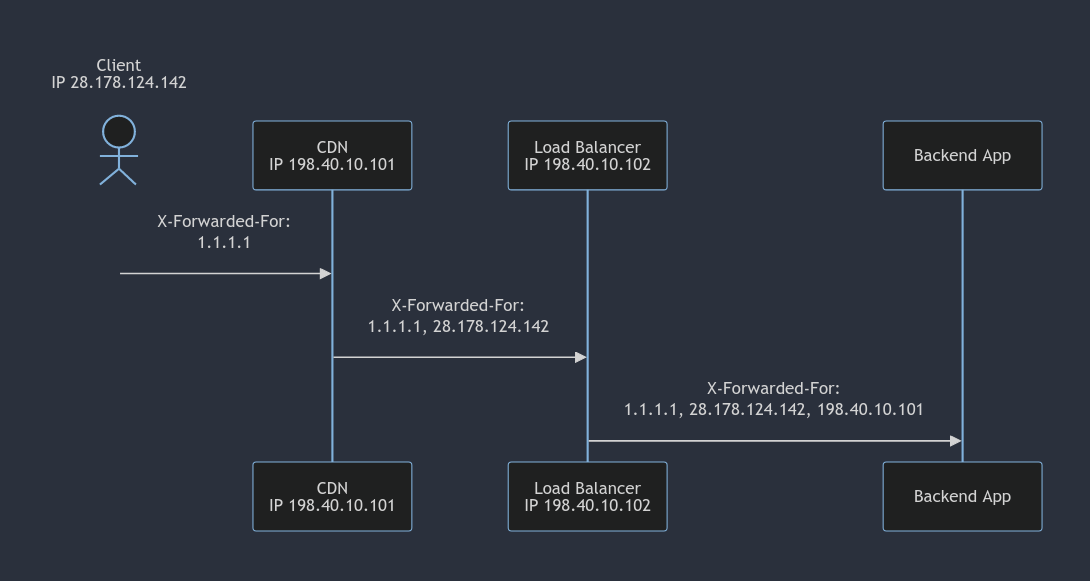 Client
IP 28.178.124.142
CDN
IP 198.40.10.101
Load Balancer
IP 198.40.10.102
Backend App
X-Forwarded-For:
1.1.1.1
X-Forwarded-For:
1.1.1.1, 28.178.124.142
X-Forwarded-For:
1.1.1.1, 28.178.124.142, 198.40.10.101
CDN
IP 198.40.10.101
Load Balancer
IP 198.40.10.102
Backend App